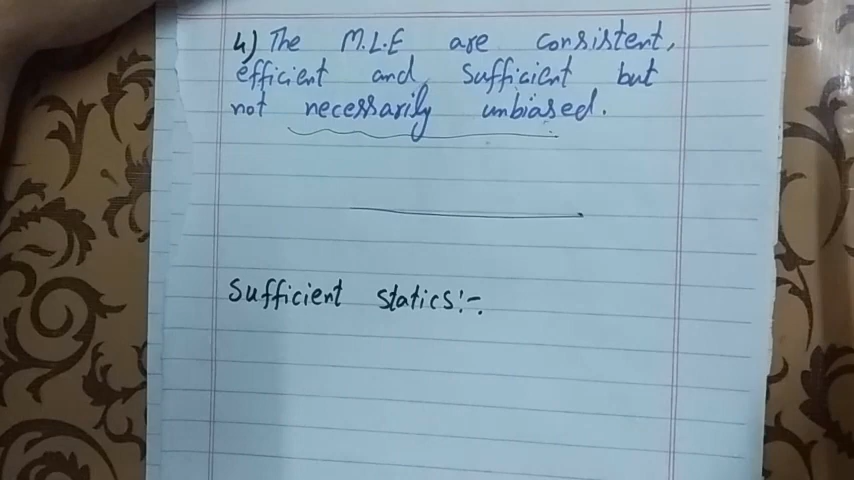 4) The M.L.E are consistent,
efficient and sufficient but
not necessarily unbiased.
Sufficient statics:-